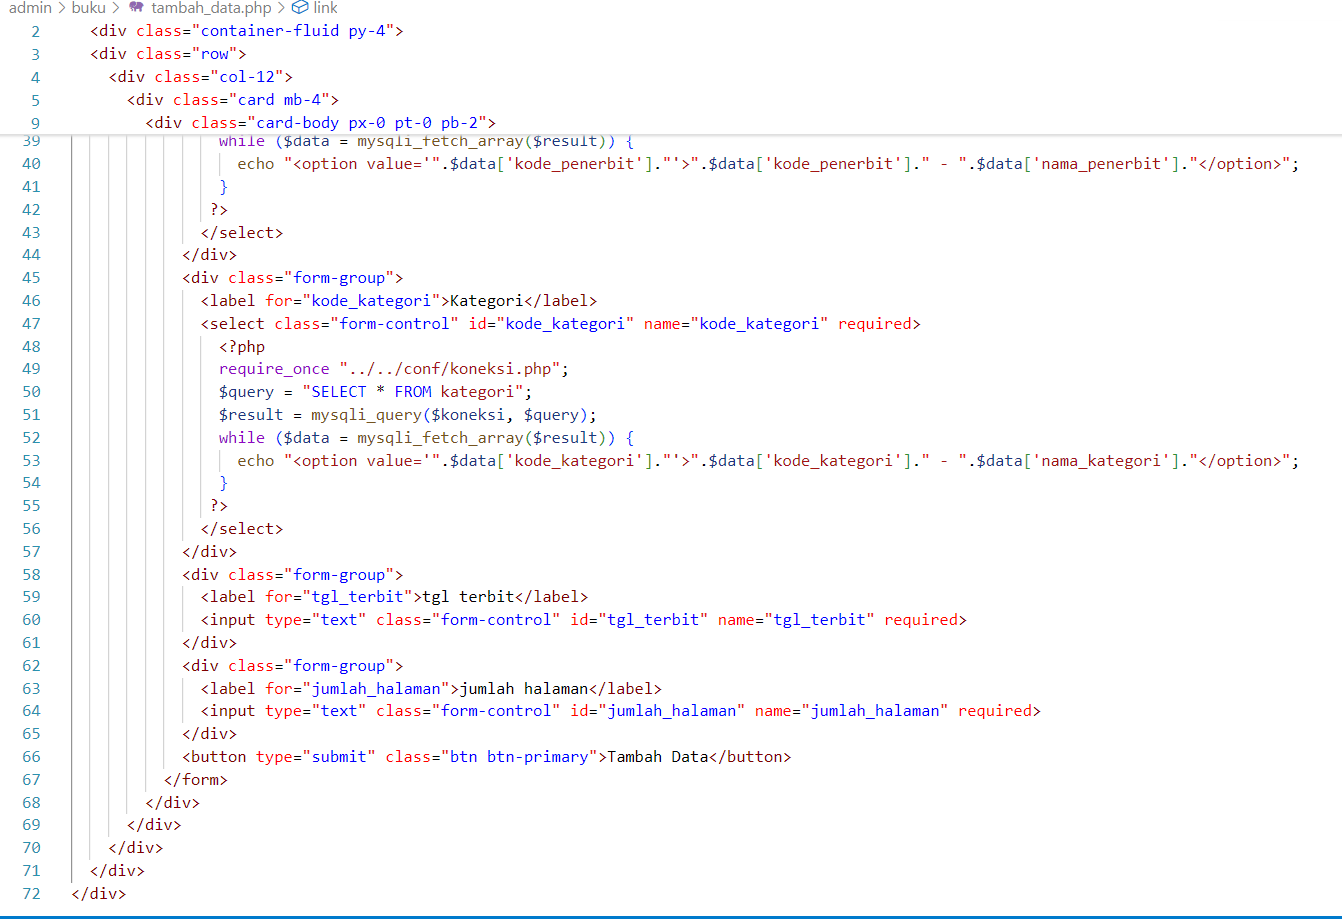 admin > buku > tambah_data.php > link
2 <div class="container-fluid py-4">
3 <div class="row">
4 <div class="col-12">
5 <div class="card mb-4">
9 <div class="card-body px-0 pt-0 pb-2">
39 while ($data = mysqli_fetch_array($result)) {
40 echo "<option value='".$data['kode_penerbit']."'>".$data['kode_penerbit']." - ".$data['nama_penerbit']."</option>";
41 }
42 ?>
43 </select>
44 </div>
45 <div class="form-group">
46 <label for="kode_kategori">Kategori</label>
47 <select class="form-control" id="kode_kategori" name="kode_kategori" required>
48 <?php
49 require_once "../../conf/koneksi.php";
50 $query = "SELECT * FROM kategori";
51 $result = mysqli_query($koneksi, $query);
52 while ($data = mysqli_fetch_array($result)) {
53 echo "<option value='".$data['kode_kategori']."'>".$data['kode_kategori']." - ".$data['nama_kategori']."</option>";
54 }
55 ?>
56 </select>
57 </div>
58 <div class="form-group">
59 <label for="tgl_terbit">tgl terbit</label>
60 <input type="text" class="form-control" id="tgl_terbit" name="tgl_terbit" required>
61 </div>
62 <div class="form-group">
63 <label for="jumlah_halaman">jumlah halaman</label>
64 <input type="text" class="form-control" id="jumlah_halaman" name="jumlah_halaman" required>
65 </div>
66 <button type="submit" class="btn btn-primary">Tambah Data</button>
67 </form>
68 </div>
69 </div>
70 </div>
71 </div>
72 </div>